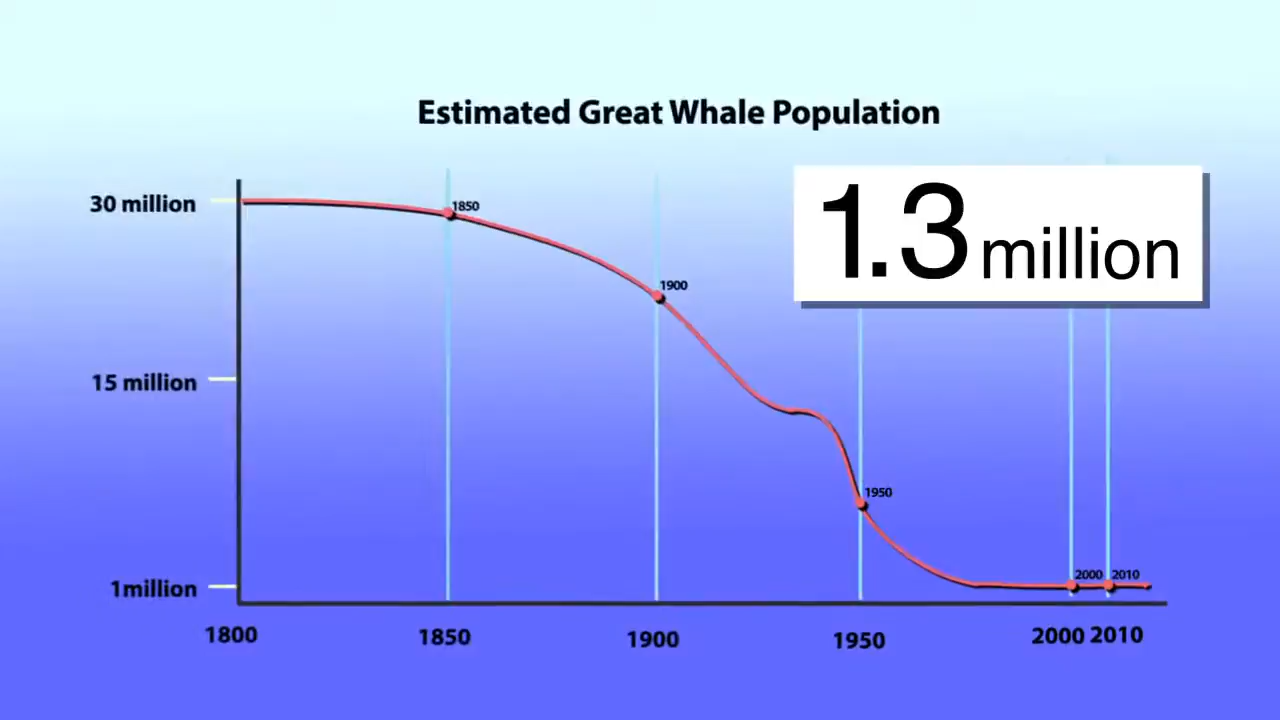 Estimated Great Whale Population
30 million
1.3 million
1850
1900
15 million
1950
2000 2010
1million
1800 1850 1900 1950 2000 2010